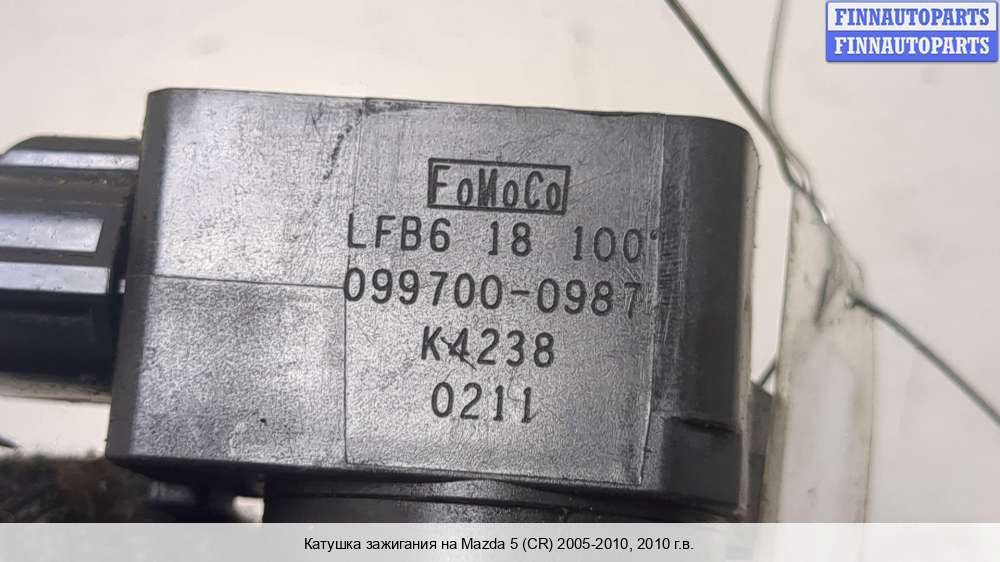 FINNAUTOPARTS
FINNAUTOPARTS
FoMoCo
LFB6 18 100
099700-0987
K4238
0211
Катушка зажигания на Mazda 5 (CR) 2005-2010, 2010 г.в.